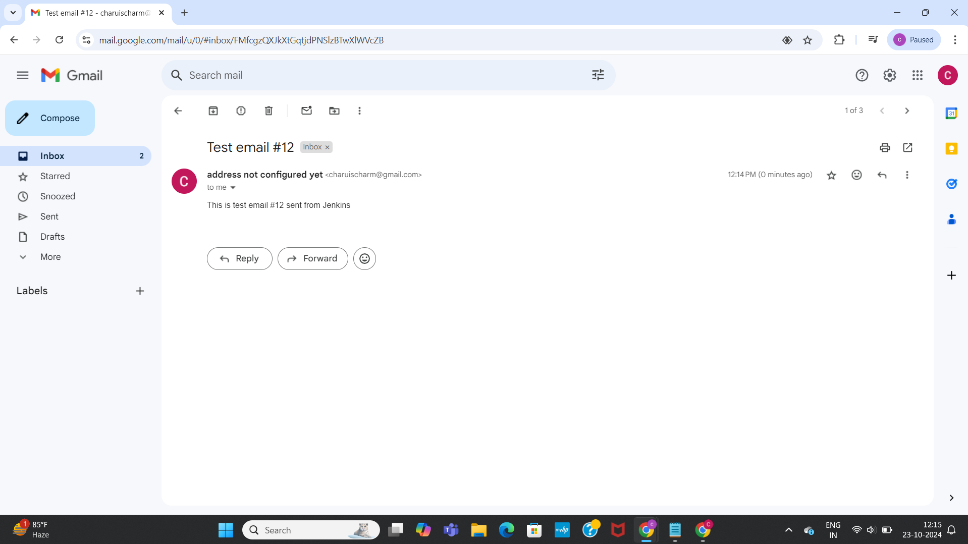 Test email #12 - charuischarm@
mail.google.com/mail/u/0/#inbox/FMfcgzQXJkXtGqtjdPNSlzBTwXlWVcZB
C
Paused
Gmail
Search mail
C
Compose
1 of 3
31
Inbox 2
Test email #12 Inbox ×
Starred
C
address not configured yet <charuischarm@gmail.com>
12:14 PM (0 minutes ago)
to me
Snoozed
This is test email #12 sent from Jenkins
Sent
Drafts
More
Reply
Forward
Labels
1
85°F
Haze
Search
ENG
IN
12:15
23-10-2024